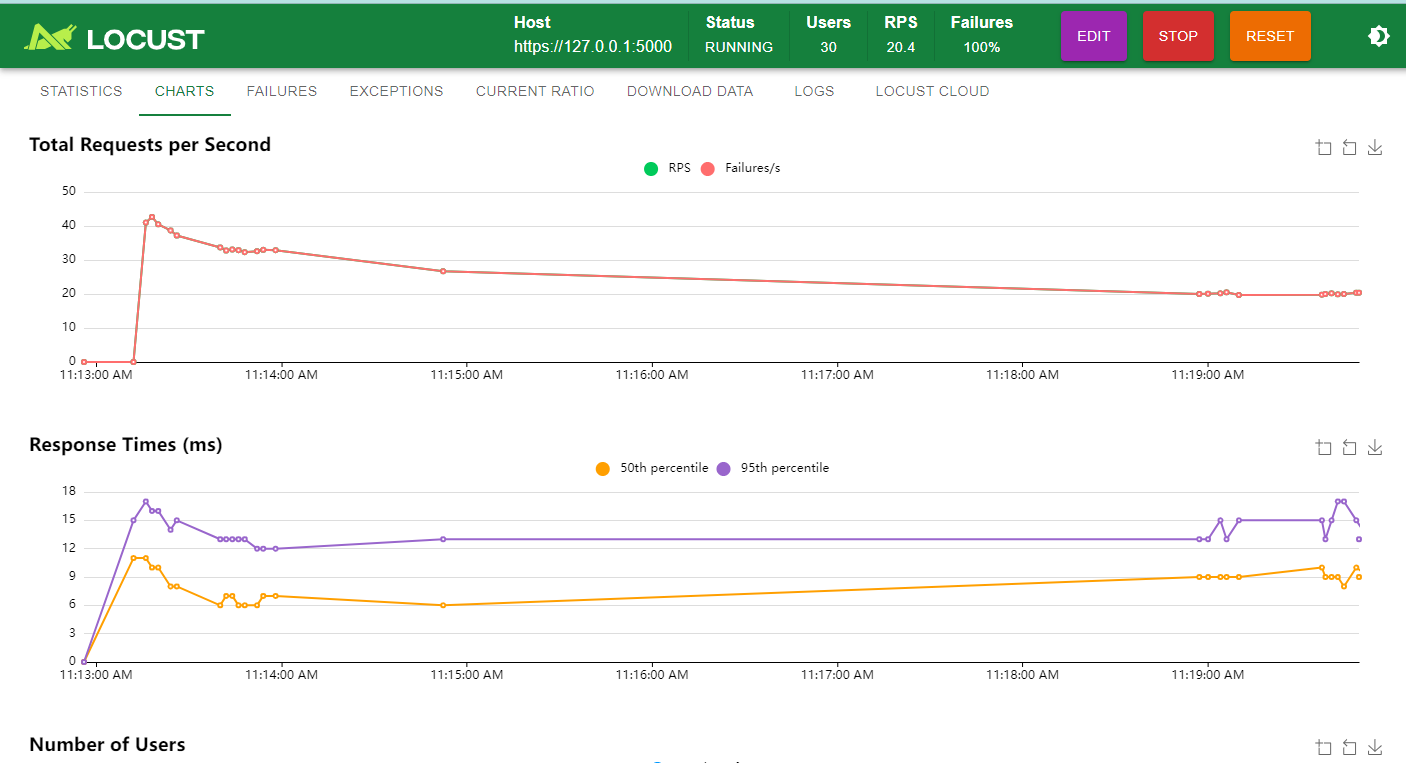 LOCUST
Host
https://127.0.0.1:5000
Status
RUNNING
Users
30
RPS
20.4
Failures
100%
EDIT
STOP
RESET
STATISTICS CHARTS FAILURES EXCEPTIONS CURRENT RATIO DOWNLOAD DATA LOGS LOCUST CLOUD
Total Requests per Second
RPS Failures/s
50
40
30
20
10
0
11:13:00 AM 11:14:00 AM 11:15:00 AM 11:16:00 AM 11:17:00 AM 11:18:00 AM 11:19:00 AM
Response Times (ms)
50th percentile 95th percentile
18
15
12
9
6
3
0
11:13:00 AM 11:14:00 AM 11:15:00 AM 11:16:00 AM 11:17:00 AM 11:18:00 AM 11:19:00 AM
Number of Users